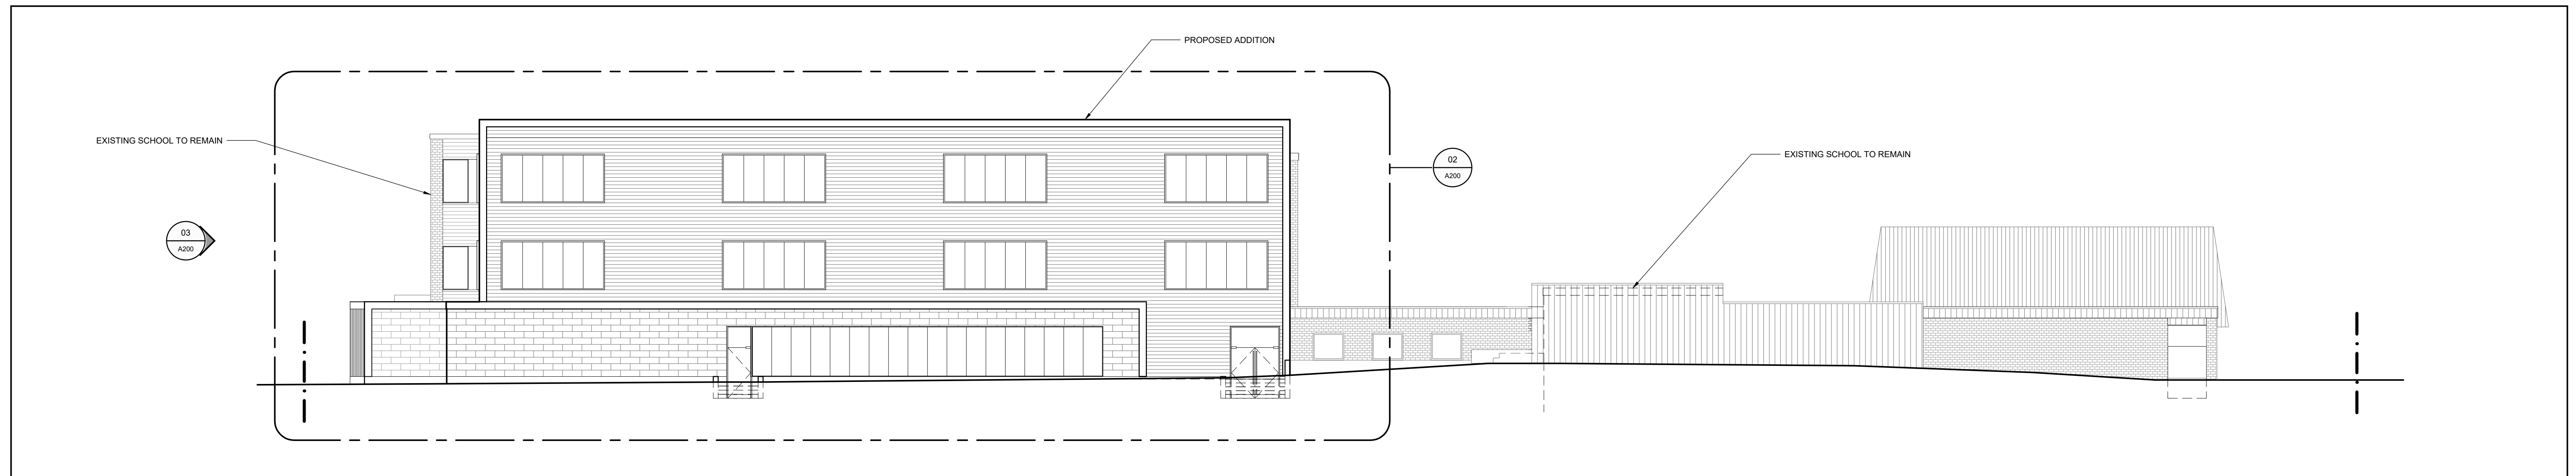 PROPOSED ADDITION
EXISTING SCHOOL TO REMAIN
EXISTING SCHOOL TO REMAIN
02
A200
03
A200